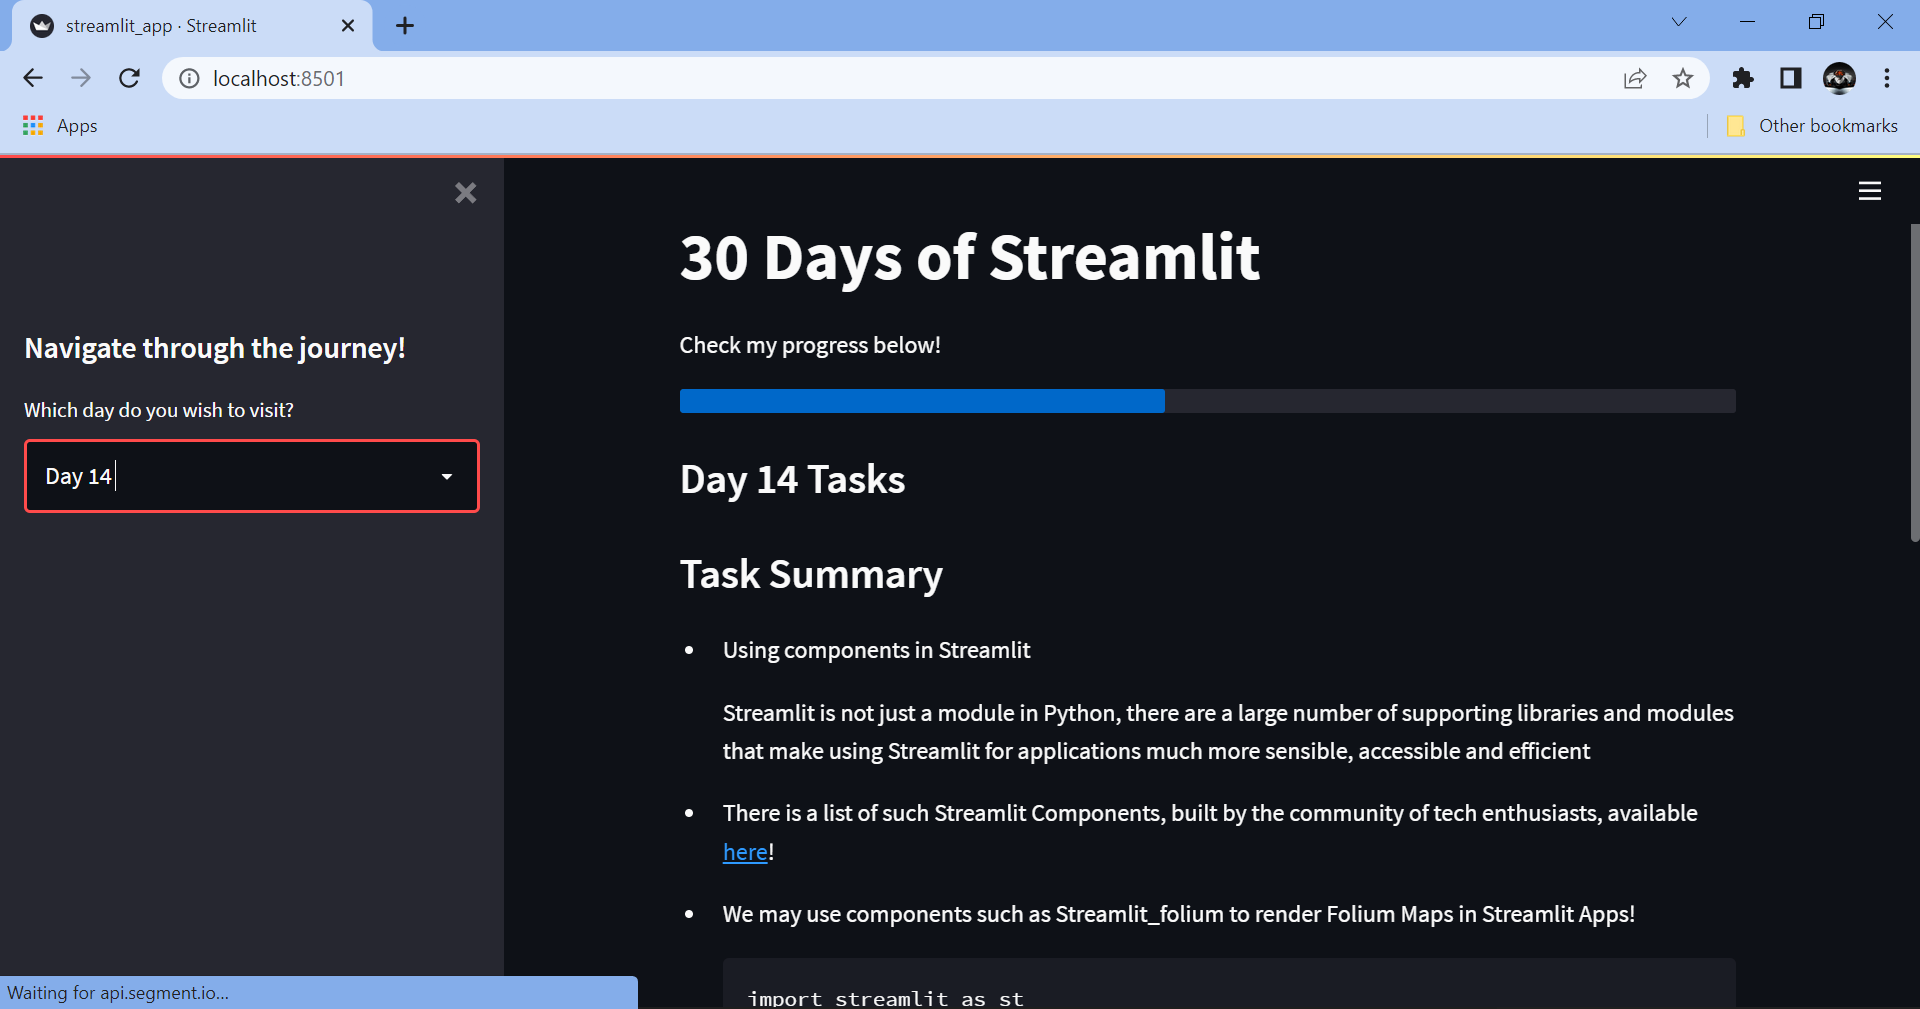 streamlit_app · Streamlit
localhost:8501
Apps
Other bookmarks
Navigate through the journey!
Which day do you wish to visit?
Day 14
30 Days of Streamlit
Check my progress below!
Day 14 Tasks
Task Summary
• Using components in Streamlit
Streamlit is not just a module in Python, there are a large number of supporting libraries and modules
that make using Streamlit for applications much more sensible, accessible and efficient
• There is a list of such Streamlit Components, built by the community of tech enthusiasts, available
here!
• We may use components such as Streamlit_folium to render Folium Maps in Streamlit Apps!
import streamlit as st
Waiting for api.segment.io...